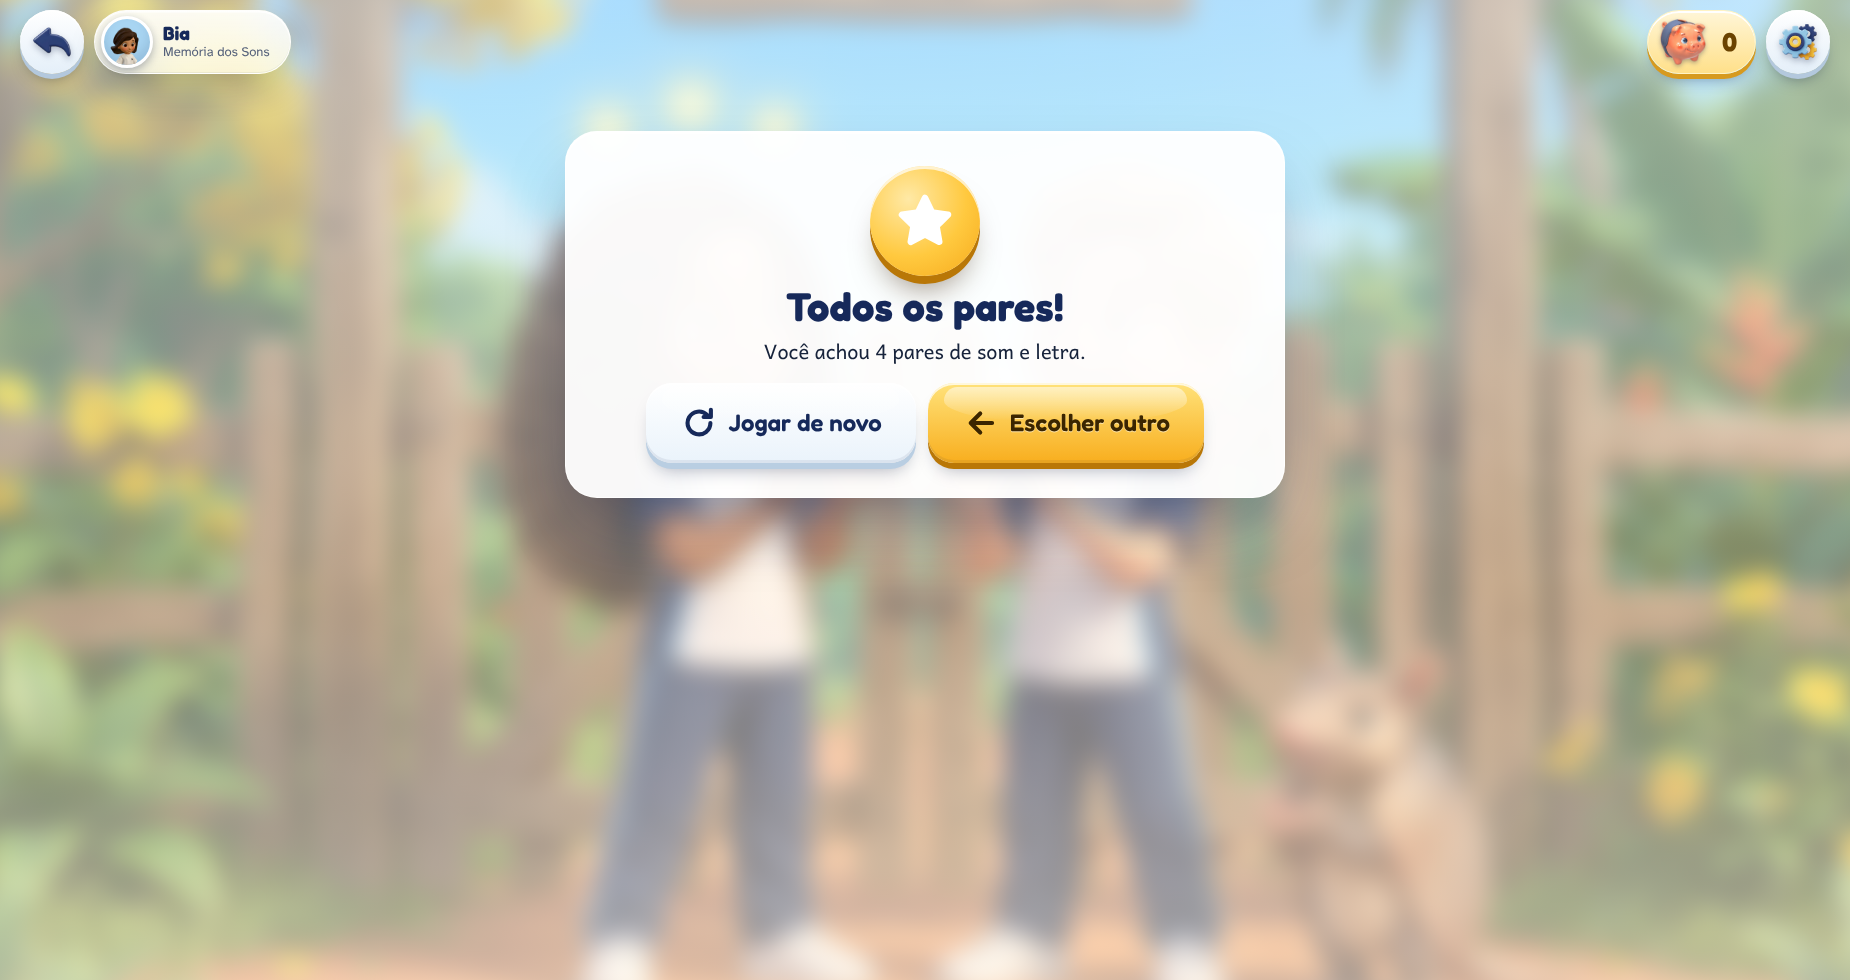 Bia
Memória dos Sons
0
Todos os pares!
Você achou 4 pares de som e letra.
Jogar de novo
Escolher outro